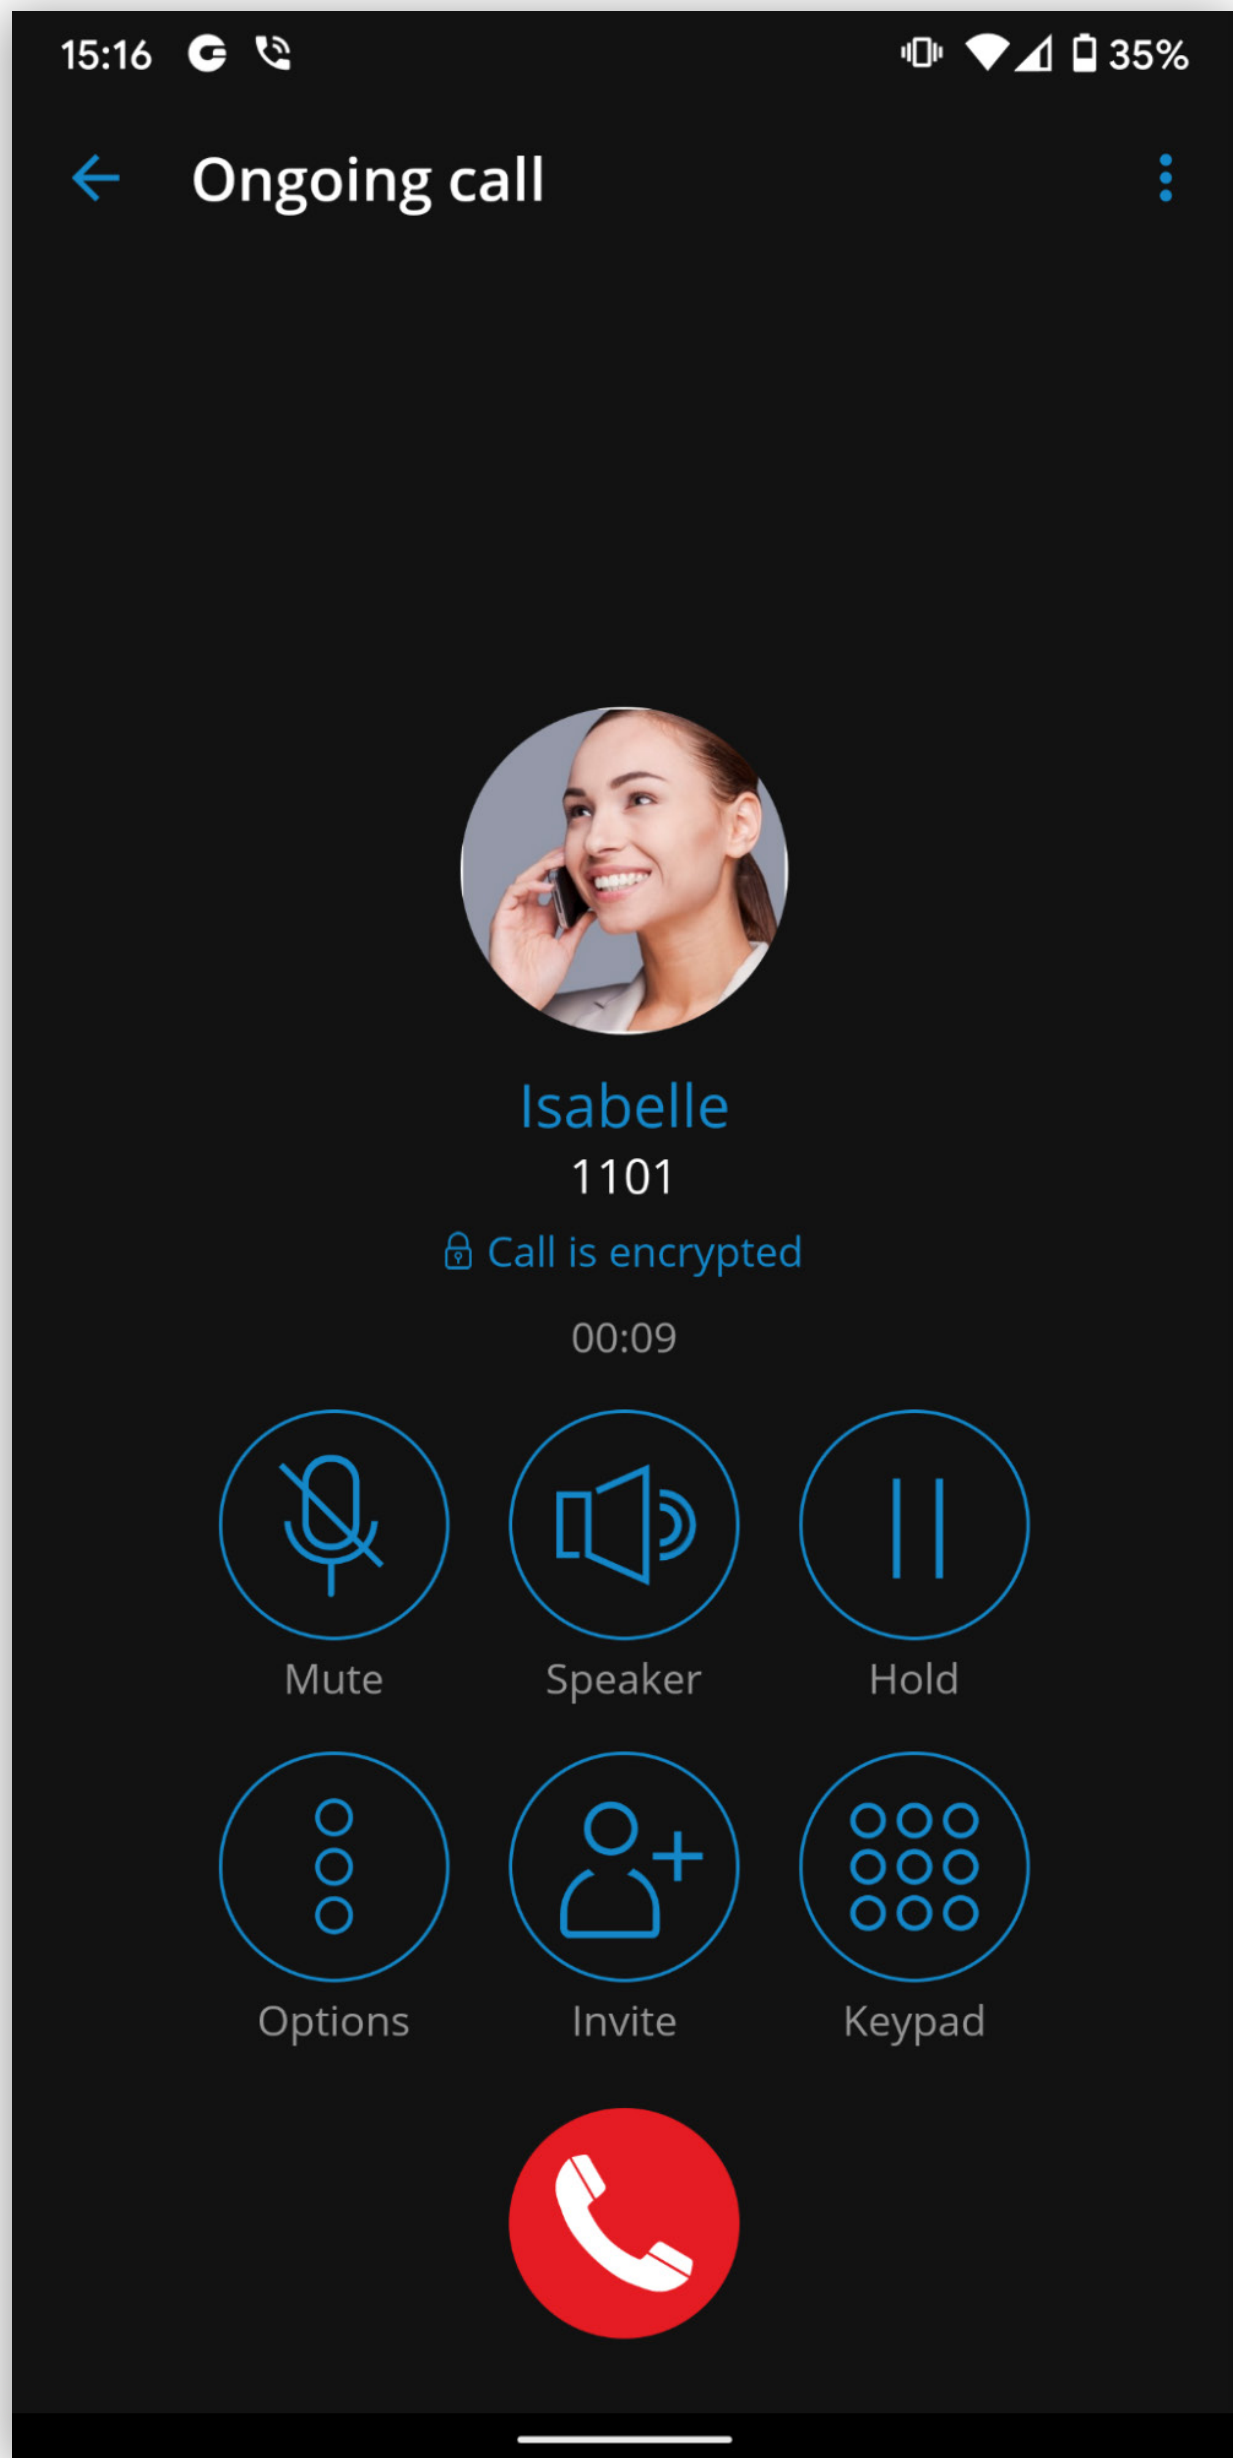 15:16 35%
Ongoing call
Isabelle
1101
Call is encrypted
00:09
Mute Speaker Hold
Options Invite Keypad